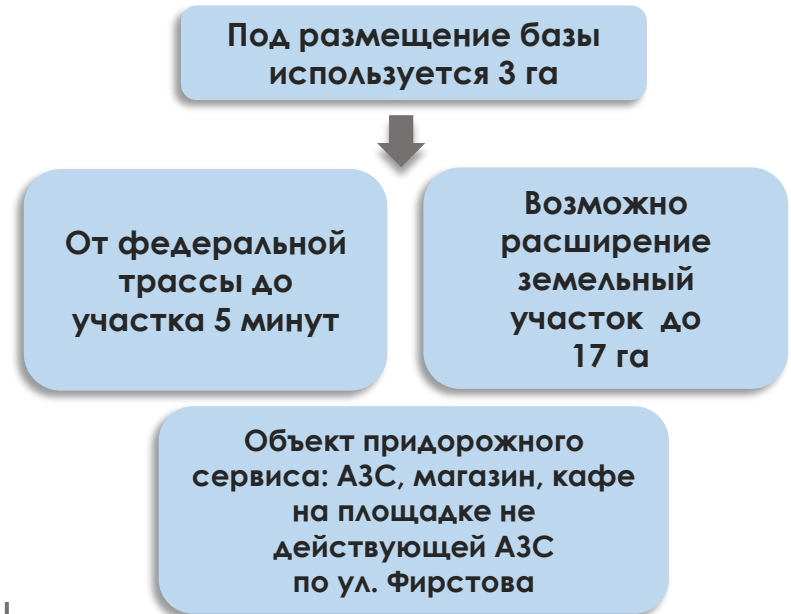 Под размещение базы
используется 3 га
От федеральной
трассы до
участка 5 минут
Возможно
расширение
земельный
участок до
17 га
Объект придорожного
сервиса: АЗС, магазин, кафе
на площадке не
действующей АЗС
по ул. Фирстова